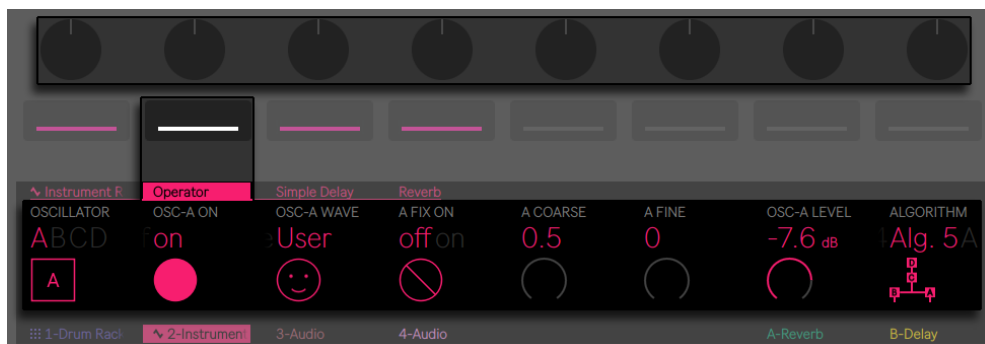 Instrument R Operator Simple Delay Reverb
OSCILLATOR OSC-A ON OSC-A WAVE A FIX ON A COARSE A FINE OSC-A LEVEL ALGORITHM
ABCD on User off on 0.5 0 -7.6 dB Alg. 5
A
D
C
B A
1-Drum Rack 2-Instrument 3-Audio 4-Audio A-Reverb B-Delay